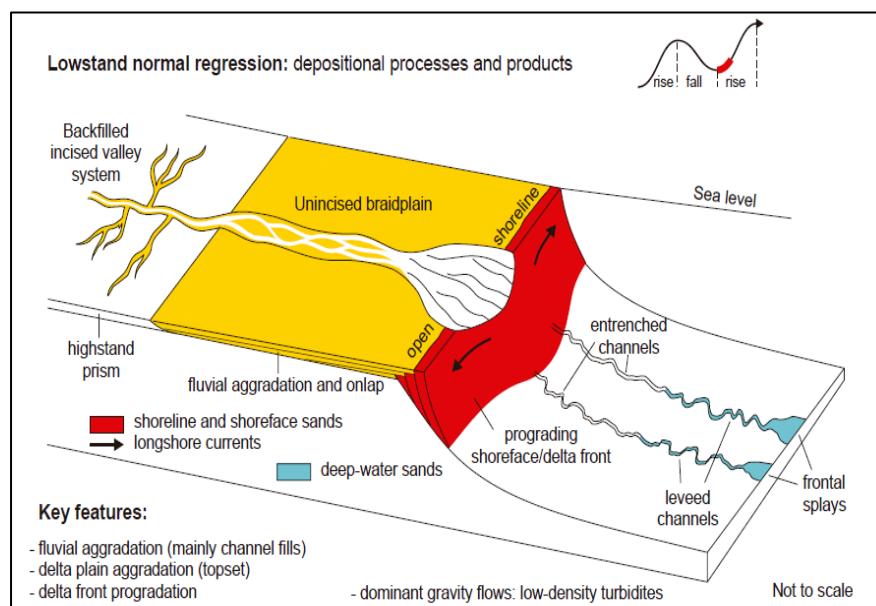 Lowstand normal regression: depositional processes and products
rise fall rise
Backfilled
incised valley
system
Unincised braidplain
shoreline
Sea level
open
entrenched
channels
highstand
prism
fluvial aggradation and onlap
shoreline and shoreface sands
longshore currents
prograding
shoreface/delta front
deep-water sands
leveed
channels
frontal
splays
Key features:
- fluvial aggradation (mainly channel fills)
- delta plain aggradation (topset)
- delta front progradation
- dominant gravity flows: low-density turbidites
Not to scale